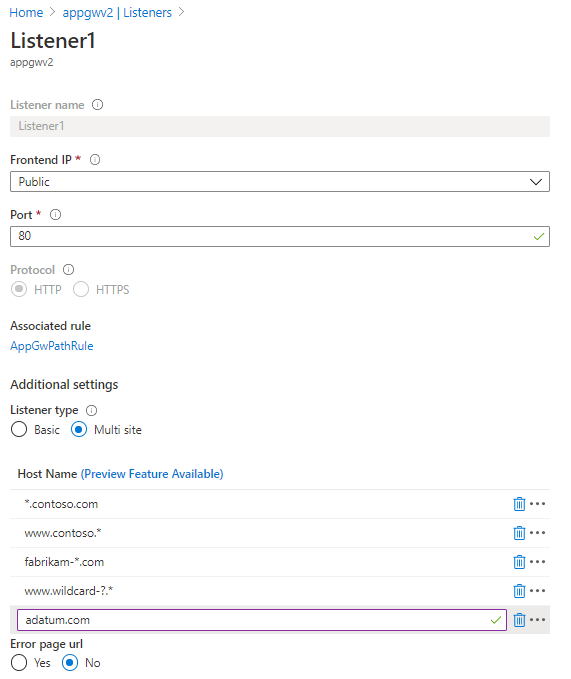 Home > appgwv2 | Listeners >
Listener1
appgwv2
Listener name
Listener1
Frontend IP *
Public
Port *
80
Protocol
HTTP HTTPS
Associated rule
AppGwPathRule
Additional settings
Listener type
Basic Multi site
Host Name (Preview Feature Available)
*.contoso.com
www.contoso.*
fabrikam-*.com
www.wildcard-?.*
adatum.com
Error page url
Yes No